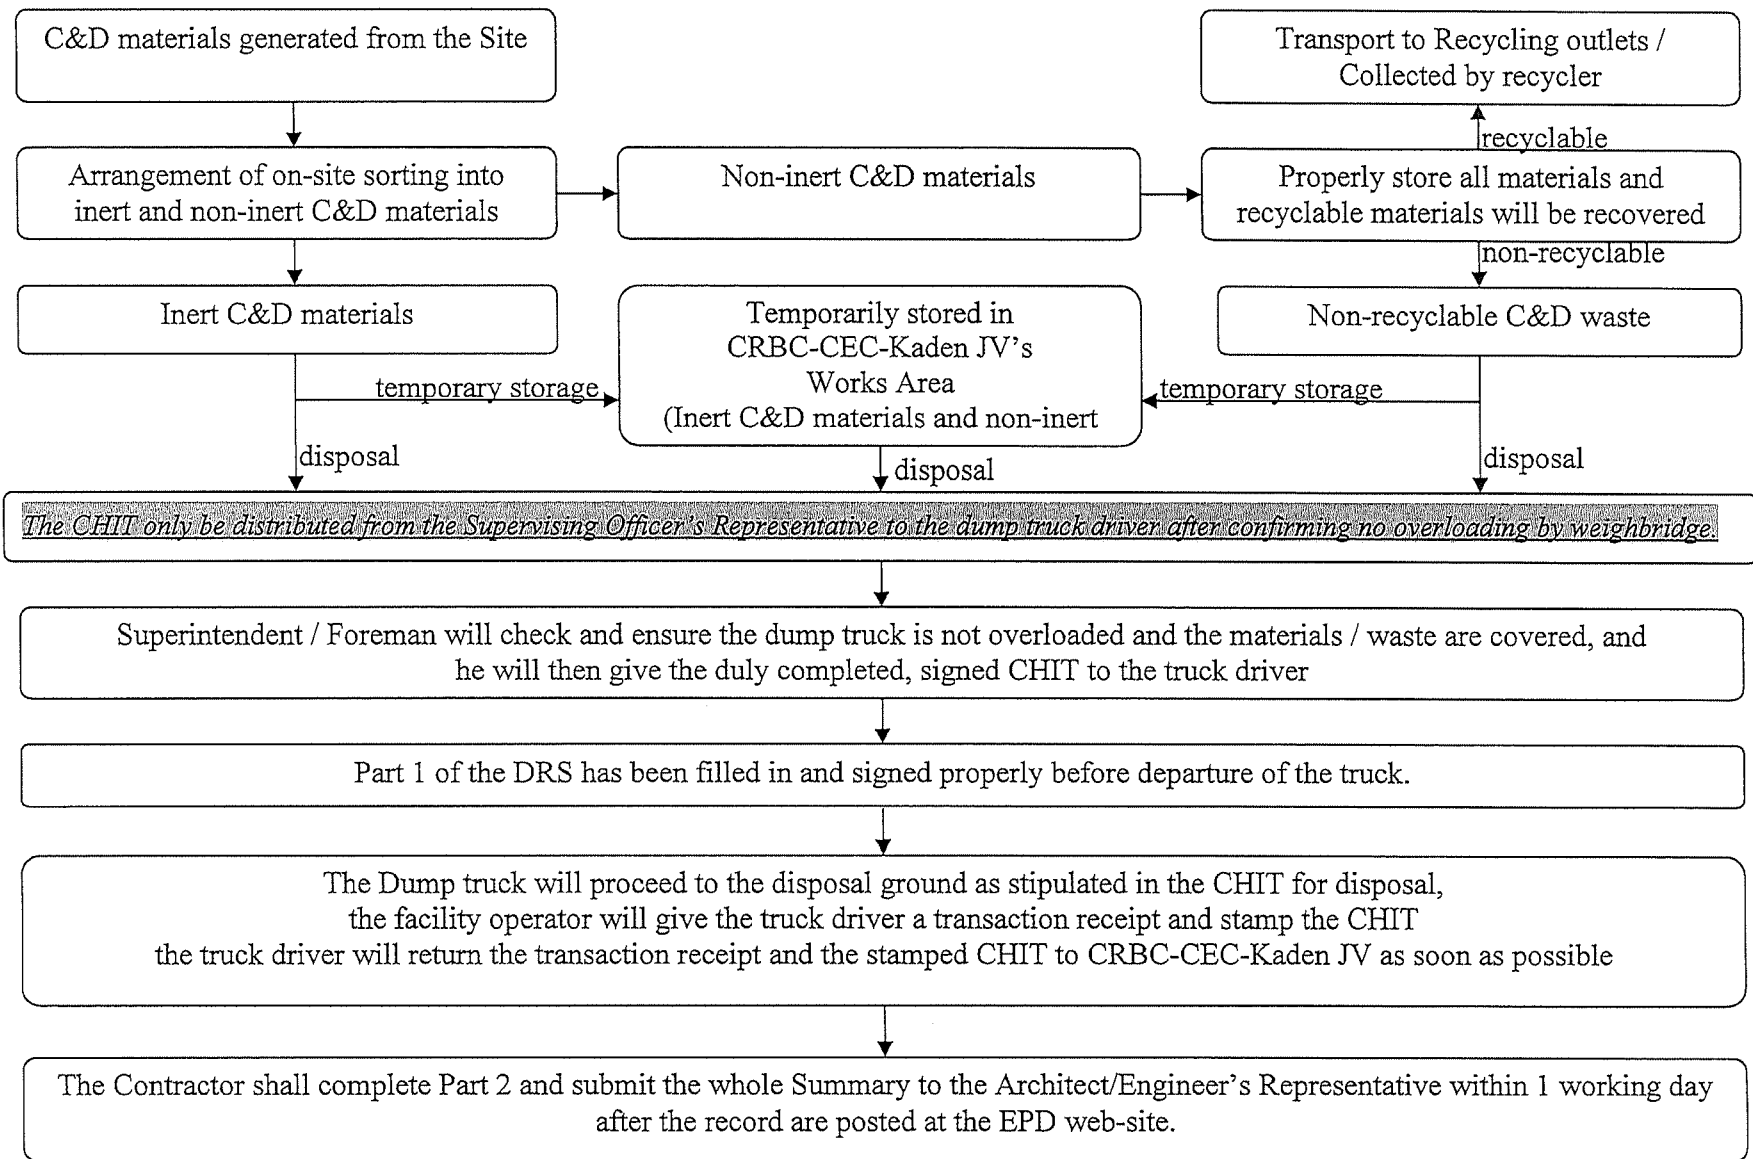 C&D materials generated from the Site
Transport to Recycling outlets /
Collected by recycler
recyclable
Arrangement of on-site sorting into
inert and non-inert C&D materials
Non-inert C&D materials
Properly store all materials and
recyclable materials will be recovered
non-recyclable
Inert C&D materials
Temporarily stored in
CRBC-CEC-Kaden JV's
Works Area
(Inert C&D materials and non-inert
Non-recyclable C&D waste
temporary storage
temporary storage
disposal
disposal
disposal
The CHIT only be distributed from the Supervising Officer's Representative to the dump truck driver after confirming no overloading by weighbridge.
Superintendent / Foreman will check and ensure the dump truck is not overloaded and the materials / waste are covered, and
he will then give the duly completed, signed CHIT to the truck driver
Part 1 of the DRS has been filled in and signed properly before departure of the truck.
The Dump truck will proceed to the disposal ground as stipulated in the CHIT for disposal,
the facility operator will give the truck driver a transaction receipt and stamp the CHIT
the truck driver will return the transaction receipt and the stamped CHIT to CRBC-CEC-Kaden JV as soon as possible
The Contractor shall complete Part 2 and submit the whole Summary to the Architect/Engineer's Representative within 1 working day
after the record are posted at the EPD web-site.